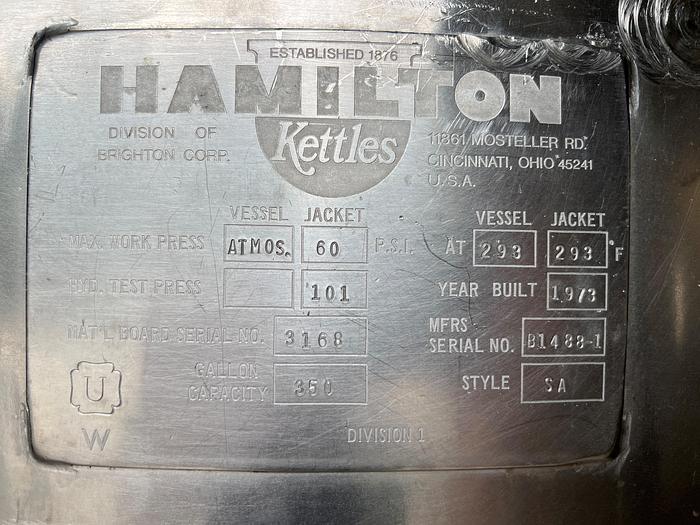 ESTABLISHED 1876
HAMILTON
Kettles
DIVISION OF
BRIGHTON CORP.
11861 MOSTELLER RD.
CINCINNATI, OHIO 45241
U.S.A.
VESSEL JACKET
MAX. WORK PRESS ATMOS. 60 P.S.I.
HYD. TEST PRESS 101
MAT'L BOARD SERIAL NO. 3168
GALLON
CAPACITY 350
VESSEL JACKET
AT 293 293 °F
YEAR BUILT 1973
MFRS
SERIAL NO. B1488-1
STYLE SA
U
W
DIVISION 1